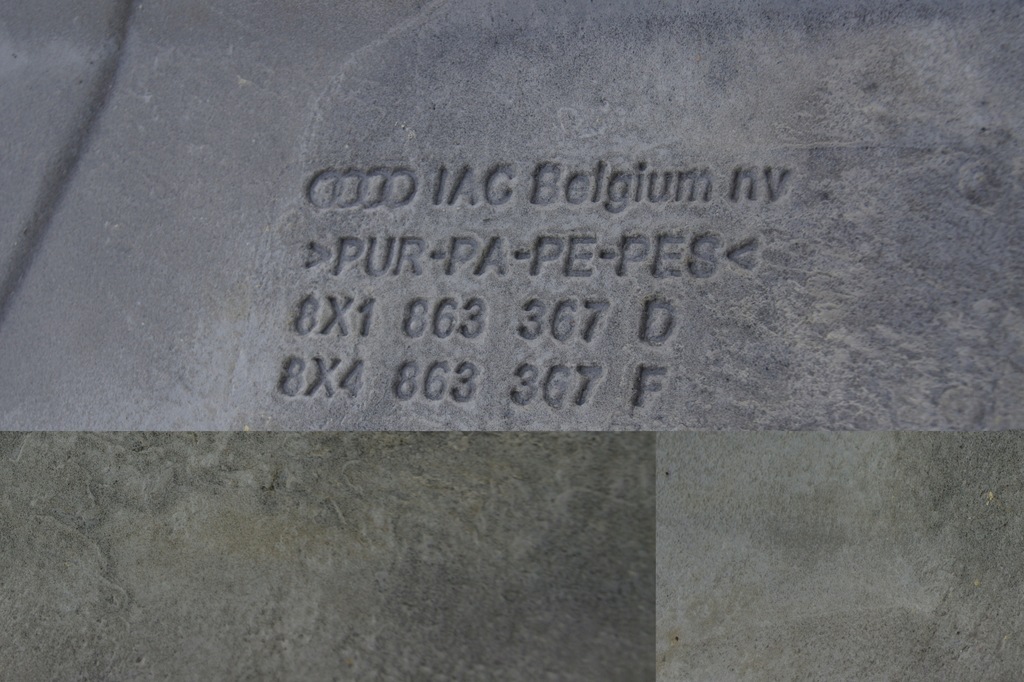 IAC Belgium nv
>PUR-PA-PE-PES<
8X1 863 367 D
8X4 863 367 F